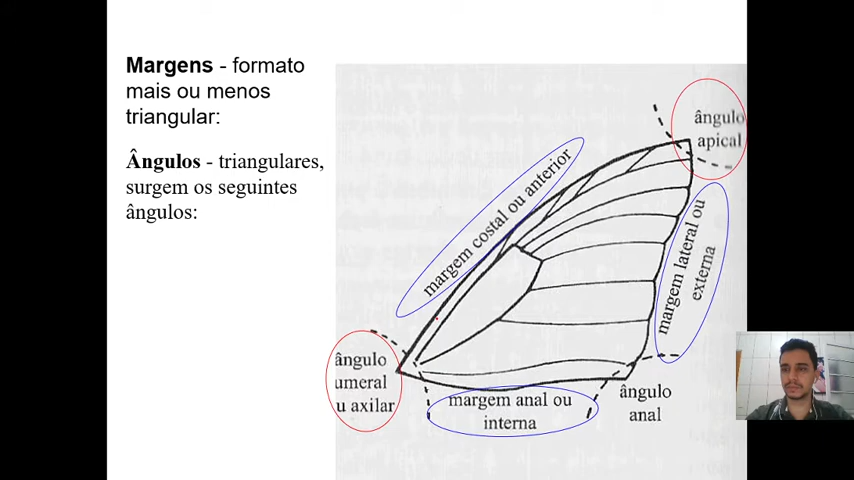 Margens - formato
mais ou menos
triangular:
Ângulos - triangulares,
surgem os seguintes
ângulos:
ângulo
apical
margem costal ou anterior
margem lateral ou
externa
ângulo
umeral
u axilar
margem anal ou
interna
ângulo
anal